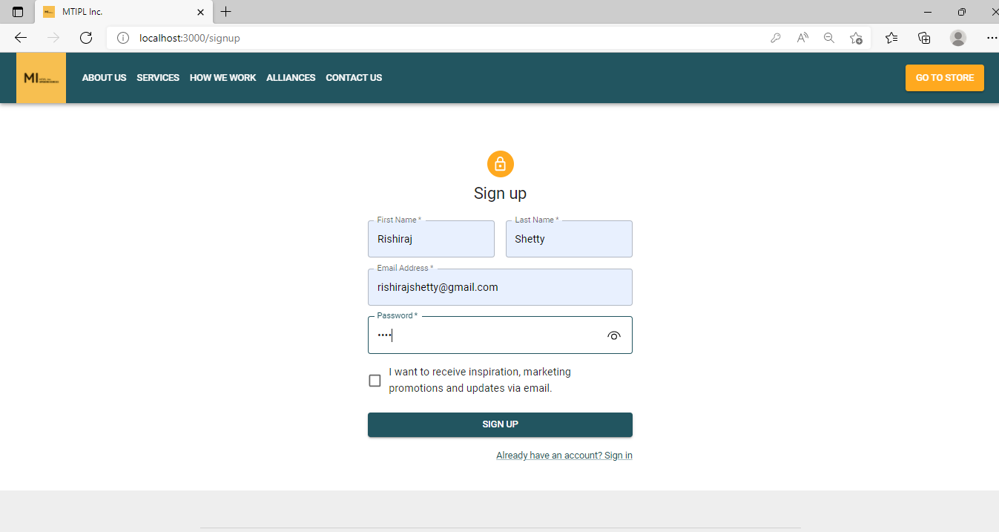 MTIPL Inc.
localhost:3000/signup
MI
ABOUT US SERVICES HOW WE WORK ALLIANCES CONTACT US GO TO STORE
Sign up
First Name * Last Name *
Rishiraj Shetty
Email Address *
rishirajshetty@gmail.com
Password *
••••
I want to receive inspiration, marketing
promotions and updates via email.
SIGN UP
Already have an account? Sign in